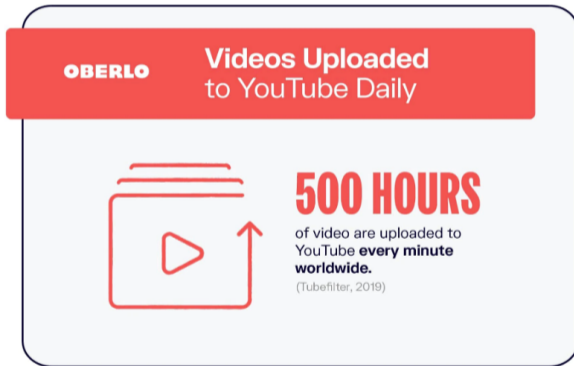 OBERLO
Videos Uploaded
to YouTube Daily
500 HOURS
of video are uploaded to
YouTube every minute
worldwide.
(Tubefilter, 2019)